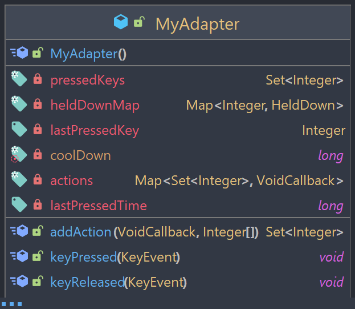 MyAdapter
MyAdapter()
pressedKeys Set<Integer>
heldDownMap Map<Integer, HeldDown>
lastPressedKey Integer
coolDown long
actions Map<Set<Integer>, VoidCallback>
lastPressedTime long
addAction(VoidCallback, Integer[]) Set<Integer>
keyPressed(KeyEvent) void
keyReleased(KeyEvent) void